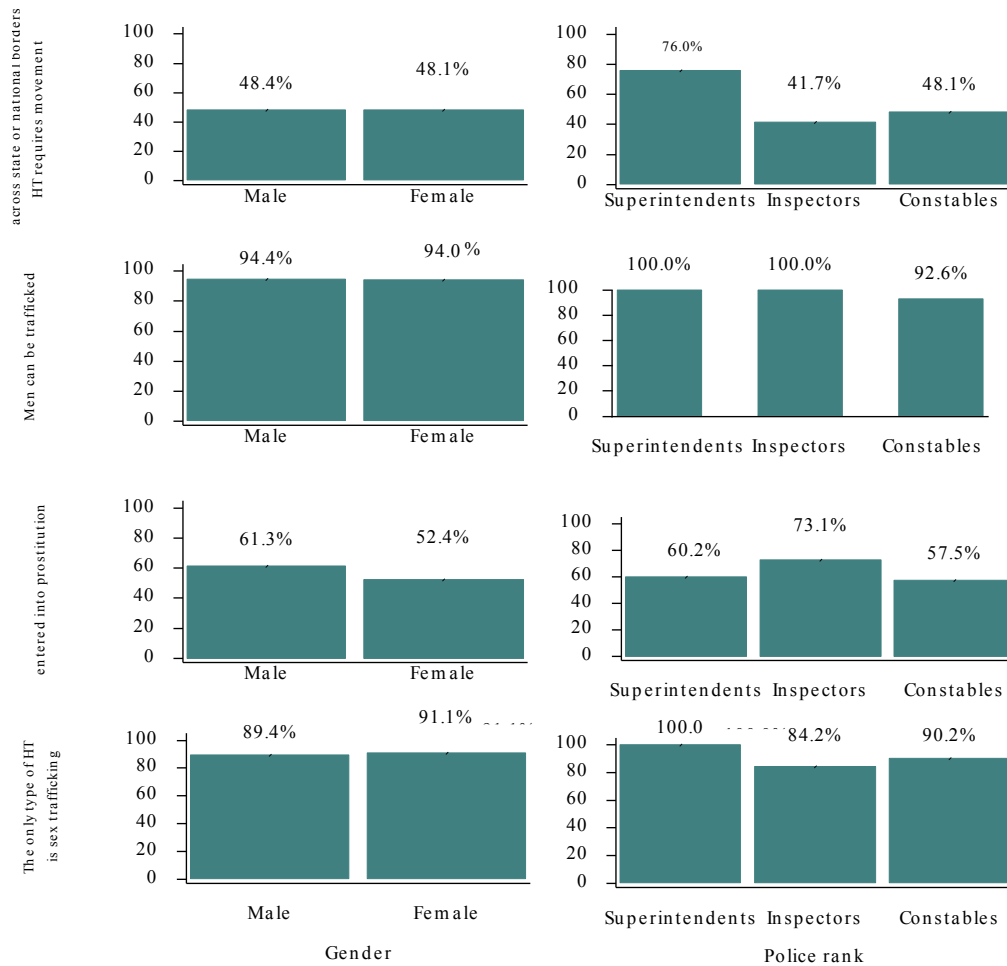 across state or national borders
HT requires movement
100
80
60
40
20
0
48.4%
48.1%
Male
Female
100
80
60
40
20
0
76.0%
41.7%
48.1%
Superintendents
Inspectors
Constables
Men can be trafficked
100
80
60
40
20
0
94.4%
94.0 %
Male
Female
100
80
60
40
20
0
100.0%
100.0%
92.6%
Superintendents
Inspectors
Constables
entered into prostitution
100
80
60
40
20
0
61.3%
52.4%
Male
Female
100
80
60
40
20
0
60.2%
73.1%
57.5%
Superintendents
Inspectors
Constables
The only type of HT
is sex trafficking
100
80
60
40
20
0
89.4%
91.1%
Male
Female
Gender
100
80
60
40
20
0
100.0
84.2%
90.2%
Superintendents
Inspectors
Constables
Police rank